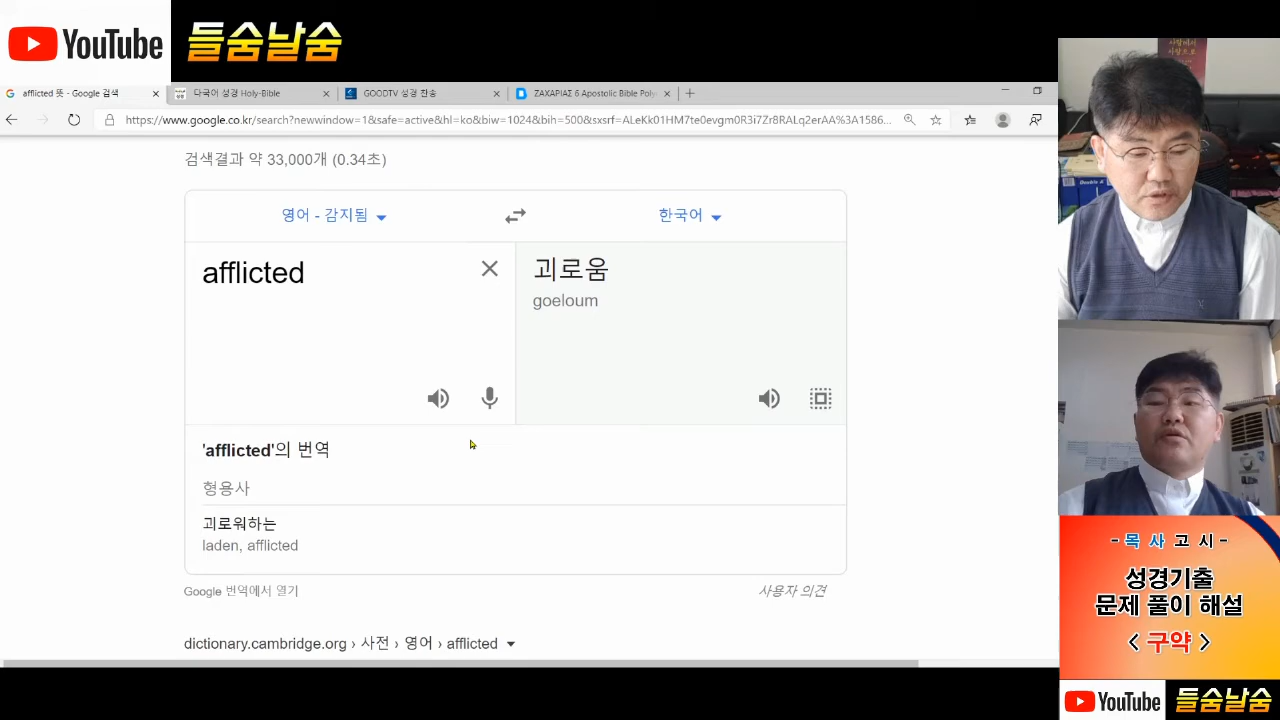 YouTube 들숨날숨
afflicted 뜻 - Google 검색
다국어 성경 Holy-Bible
GOODTV 성경 찬송
ΖΑΧΑΡΙΑΣ 6 Apostolic Bible Poly
https://www.google.co.kr/search?newwindow=1&safe=active&hl=ko&biw=1024&bih=500&sxsrf=ALeKk01HM7te0evgm0R3i7Zr8RALq2erAA%3A1586...
검색결과 약 33,000개 (0.34초)
영어 - 감지됨
한국어
afflicted
괴로움
goeloum
'afflicted'의 번역
형용사
괴로워하는
laden, afflicted
Google 번역에서 열기
사용자 의견
dictionary.cambridge.org › 사전 › 영어 › afflicted
- 목 사 고 시 -
성경기출
문제 풀이 해설
< 구약 >
YouTube 들숨날숨